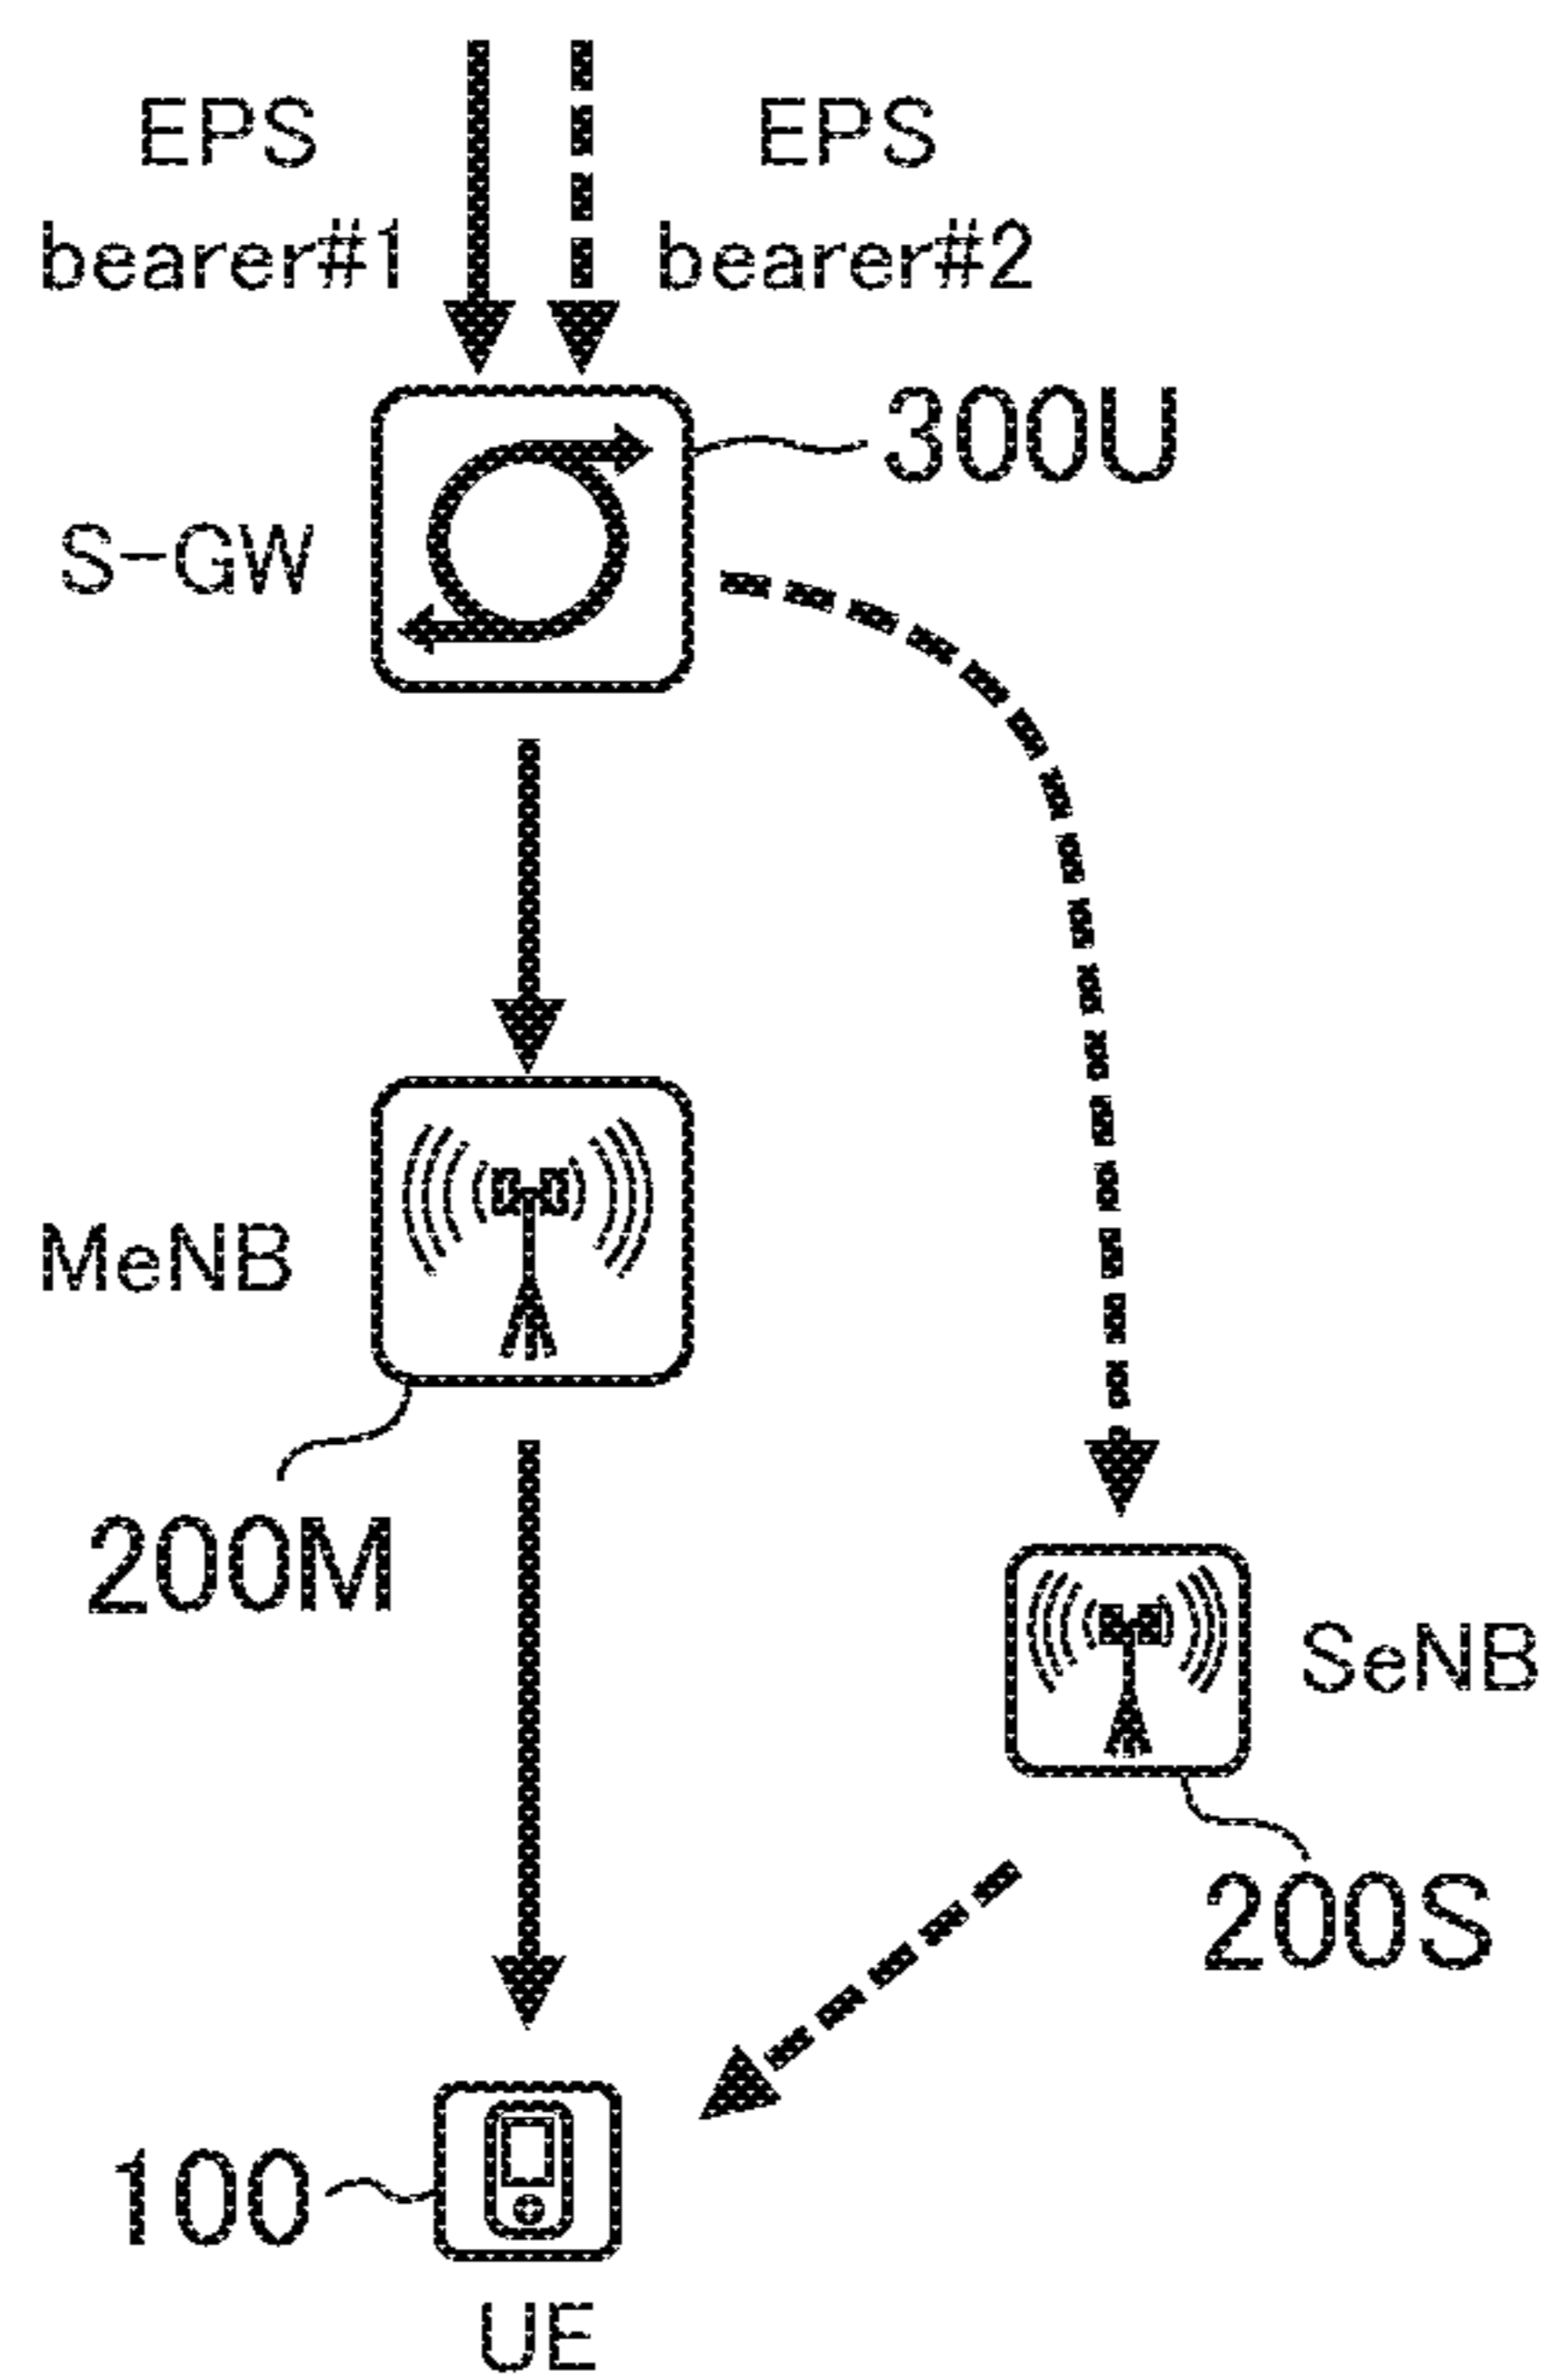 EPS
bearer#1
EPS
bearer#2
300U
S-GW
MeNB
200M
SeNB
200S
100
UE